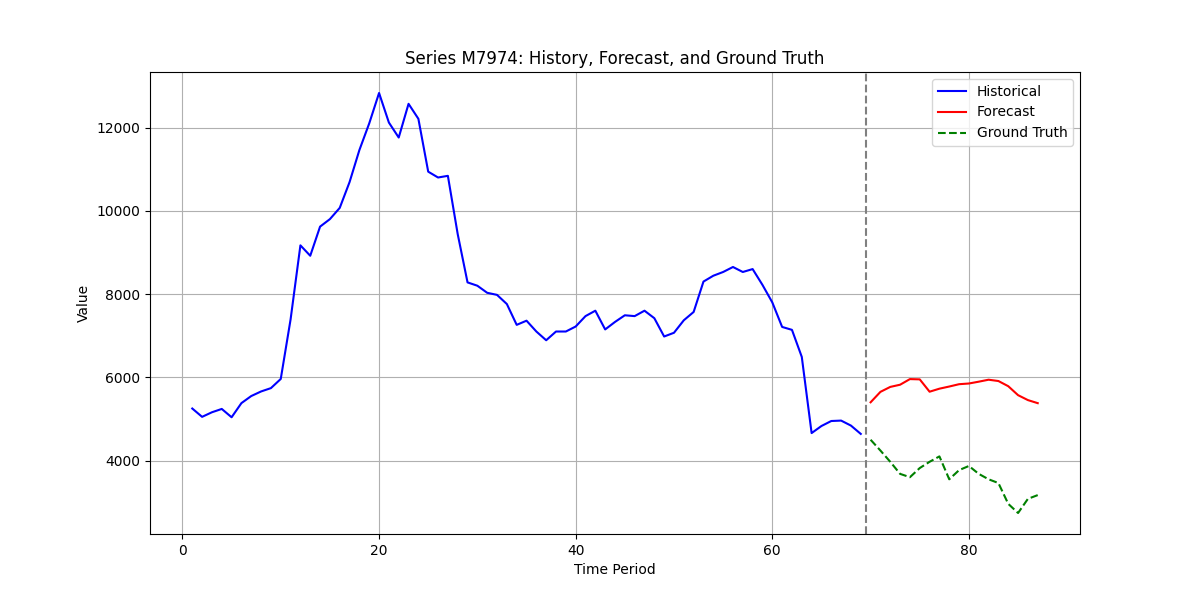 Series M7974: History, Forecast, and Ground Truth
Historical
Forecast
Ground Truth
12000
10000
8000
6000
4000
Value
0 20 40 60 80
Time Period